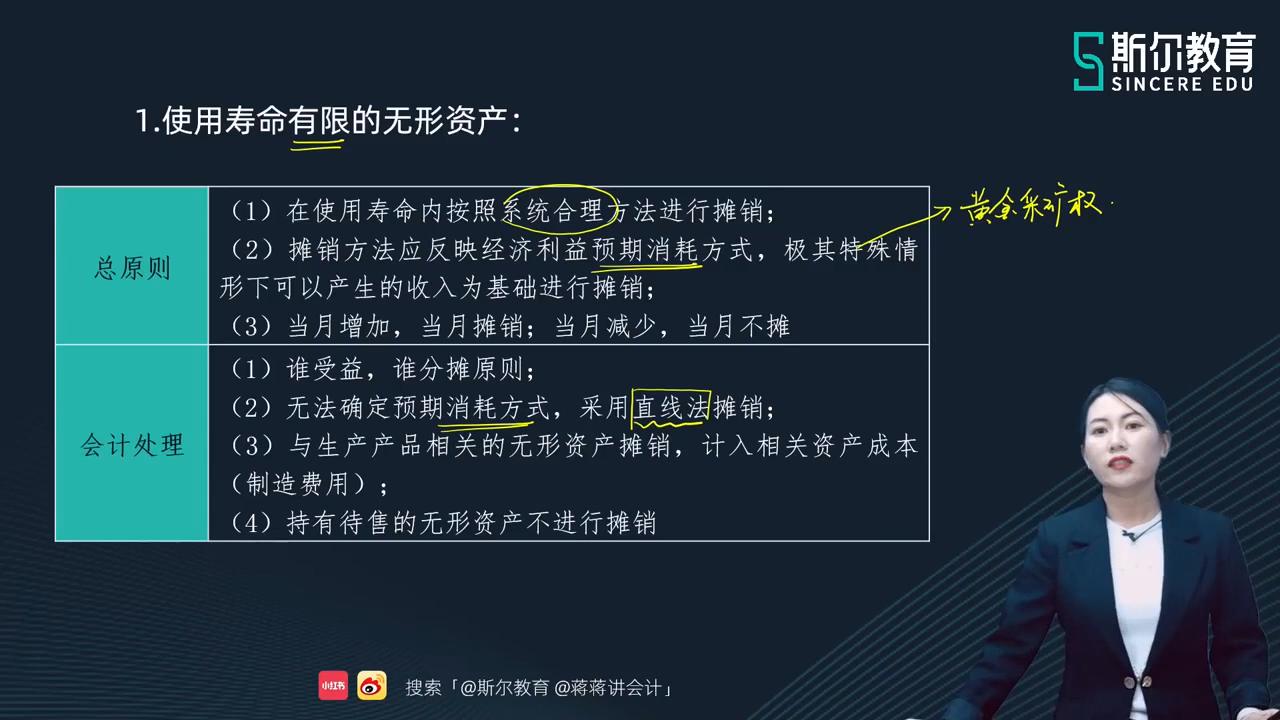 斯尔教育
SINCERE EDU
1.使用寿命有限的无形资产：
总原则
（1）在使用寿命内按照系统合理方法进行摊销；
（2）摊销方法应反映经济利益预期消耗方式，极其特殊情
形下可以产生的收入为基础进行摊销；
（3）当月增加，当月摊销；当月减少，当月不摊
黄金采矿权
会计处理
（1）谁受益，谁分摊原则；
（2）无法确定预期消耗方式，采用直线法摊销；
（3）与生产产品相关的无形资产摊销，计入相关资产成本
（制造费用）；
（4）持有待售的无形资产不进行摊销
小红书
搜索「@斯尔教育 @蒋蒋讲会计」